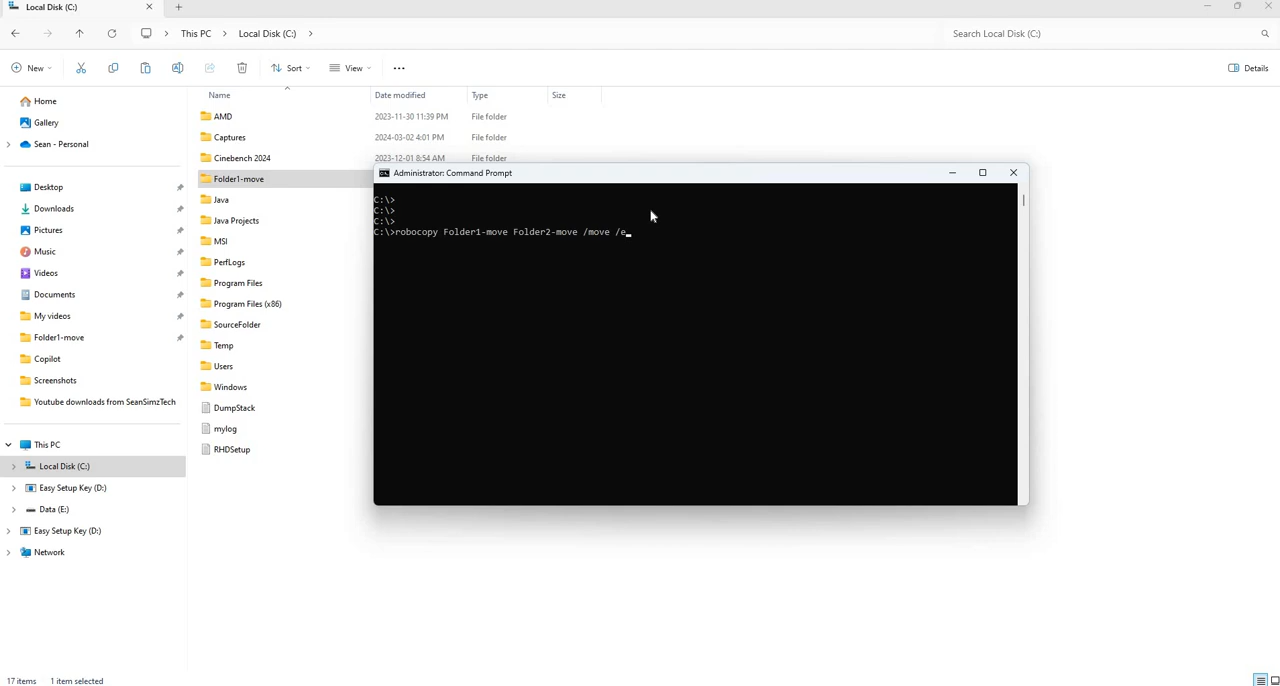 Local Disk (C:)
This PC > Local Disk (C:) >
Search Local Disk (C:)
New
Sort
View
Details
Home
Gallery
Sean - Personal
Desktop
Downloads
Pictures
Music
Videos
Documents
My videos
Folder1-move
Copilot
Screenshots
Youtube downloads from SeanSimzTech
This PC
Local Disk (C:)
Easy Setup Key (D:)
Data (E:)
Easy Setup Key (D:)
Network
Name Date modified Type Size
AMD 2023-11-30 11:39 PM File folder
Captures 2024-03-02 4:01 PM File folder
Cinebench 2024 2023-12-01 8:54 AM File folder
Folder1-move
Java
Java Projects
MSI
PerfLogs
Program Files
Program Files (x86)
SourceFolder
Temp
Users
Windows
DumpStack
mylog
RHDSetup
Administrator: Command Prompt
C:\>
C:\>
C:\>
C:\>robocopy Folder1-move Folder2-move /move /e_
17 items 1 item selected